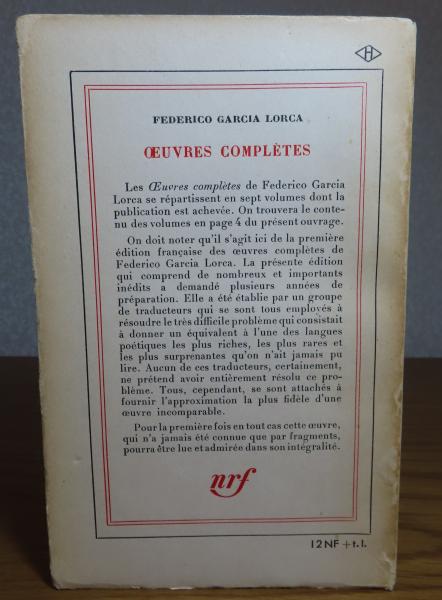 H
FEDERICO GARCIA LORCA
ŒUVRES COMPLÈTES
Les Œuvres complètes de Federico Garcia
Lorca se répartissent en sept volumes dont la
publication est achevée. On trouvera le conte-
nu des volumes en page 4 du présent ouvrage.
On doit noter qu'il s'agit ici de la première
édition française des œuvres complètes de
Federico Garcia Lorca. La présente édition
qui comprend de nombreux et importants
inédits a demandé plusieurs années de
préparation. Elle a été établie par un groupe
de traducteurs qui se sont tous employés à
résoudre le très difficile problème qui consistait
à donner un équivalent à l'une des langues
poétiques les plus riches, les plus rares et
les plus surprenantes qu'on n'ait jamais pu
lire. Aucun de ces traducteurs, certainement,
ne prétend avoir entièrement résolu ce pro-
blème. Tous, cependant, se sont attachés à
fournir l'approximation la plus fidèle d'une
œuvre incomparable.
Pour la première fois en tout cas cette œuvre,
qui n'a jamais été connue que par fragments,
pourra être lue et admirée dans son intégralité.
nrf
12 NF + t. l.